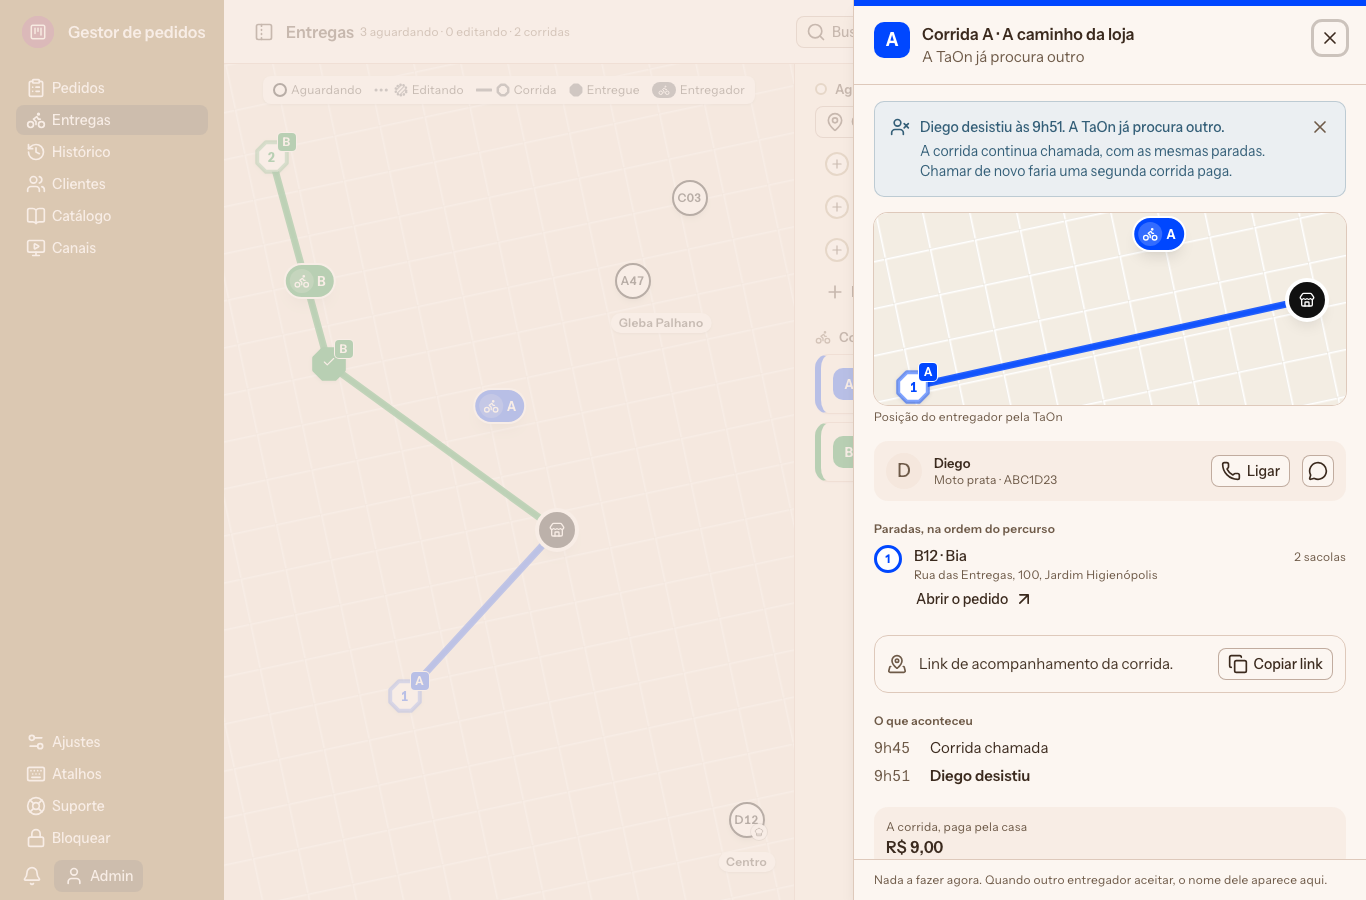 Gestor de pedidos
Pedidos
Entregas
Histórico
Clientes
Catálogo
Canais
Ajustes
Atalhos
Suporte
Bloquear
Admin
Entregas 3 aguardando · 0 editando · 2 corridas
Aguardando Editando Corrida Entregue Entregador
B
2
C03
B
A47
Gleba Palhano
B
A
A
1
D12
Centro
A
B
A
Corrida A · A caminho da loja
A TaOn já procura outro
Diego desistiu às 9h51. A TaOn já procura outro.
A corrida continua chamada, com as mesmas paradas.
Chamar de novo faria uma segunda corrida paga.
A
A
1
Posição do entregador pela TaOn
D
Diego
Moto prata · ABC1D23
Ligar
Paradas, na ordem do percurso
1
B12 · Bia
2 sacolas
Rua das Entregas, 100, Jardim Higienópolis
Abrir o pedido
Link de acompanhamento da corrida.
Copiar link
O que aconteceu
9h45 Corrida chamada
9h51 Diego desistiu
A corrida, paga pela casa
R$ 9,00
Nada a fazer agora. Quando outro entregador aceitar, o nome dele aparece aqui.